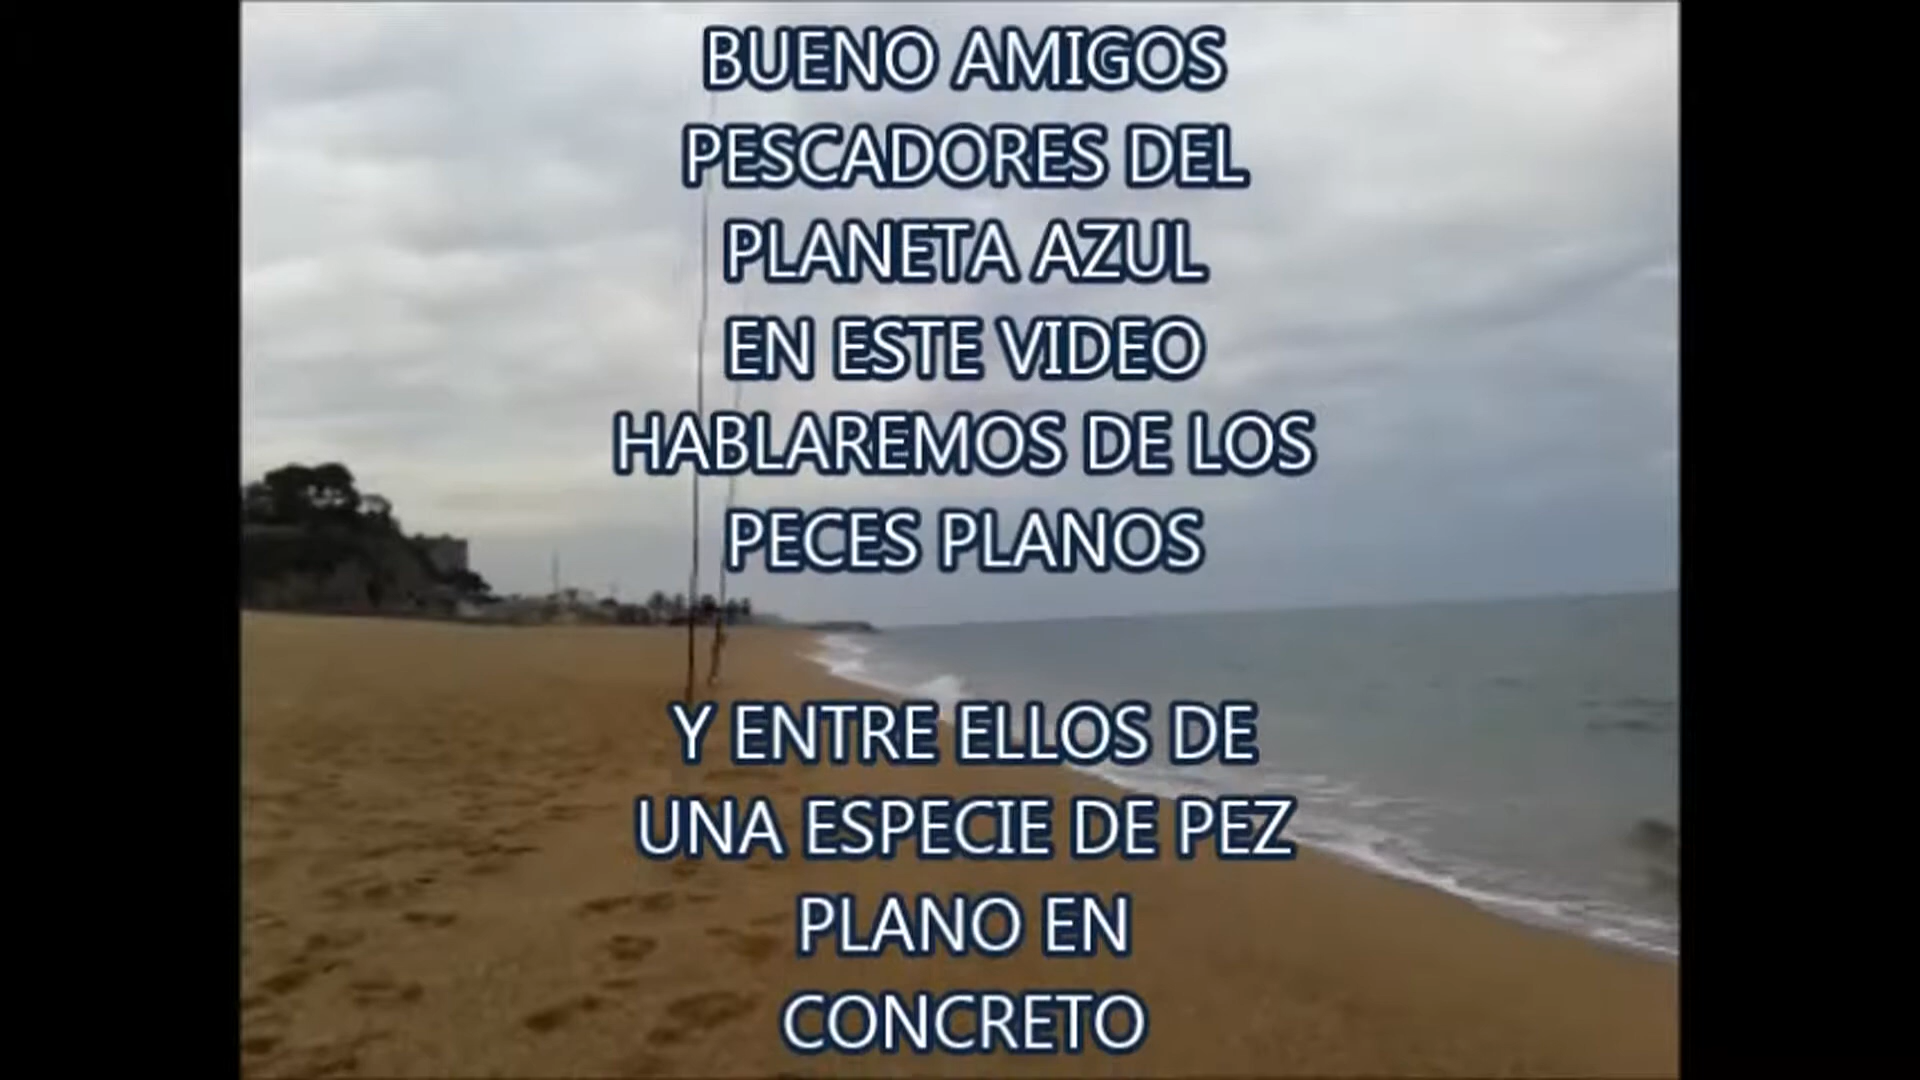 BUENO AMIGOS
PESCADORES DEL
PLANETA AZUL
EN ESTE VIDEO
HABLAREMOS DE LOS
PECES PLANOS
Y ENTRE ELLOS DE
UNA ESPECIE DE PEZ
PLANO EN
CONCRETO